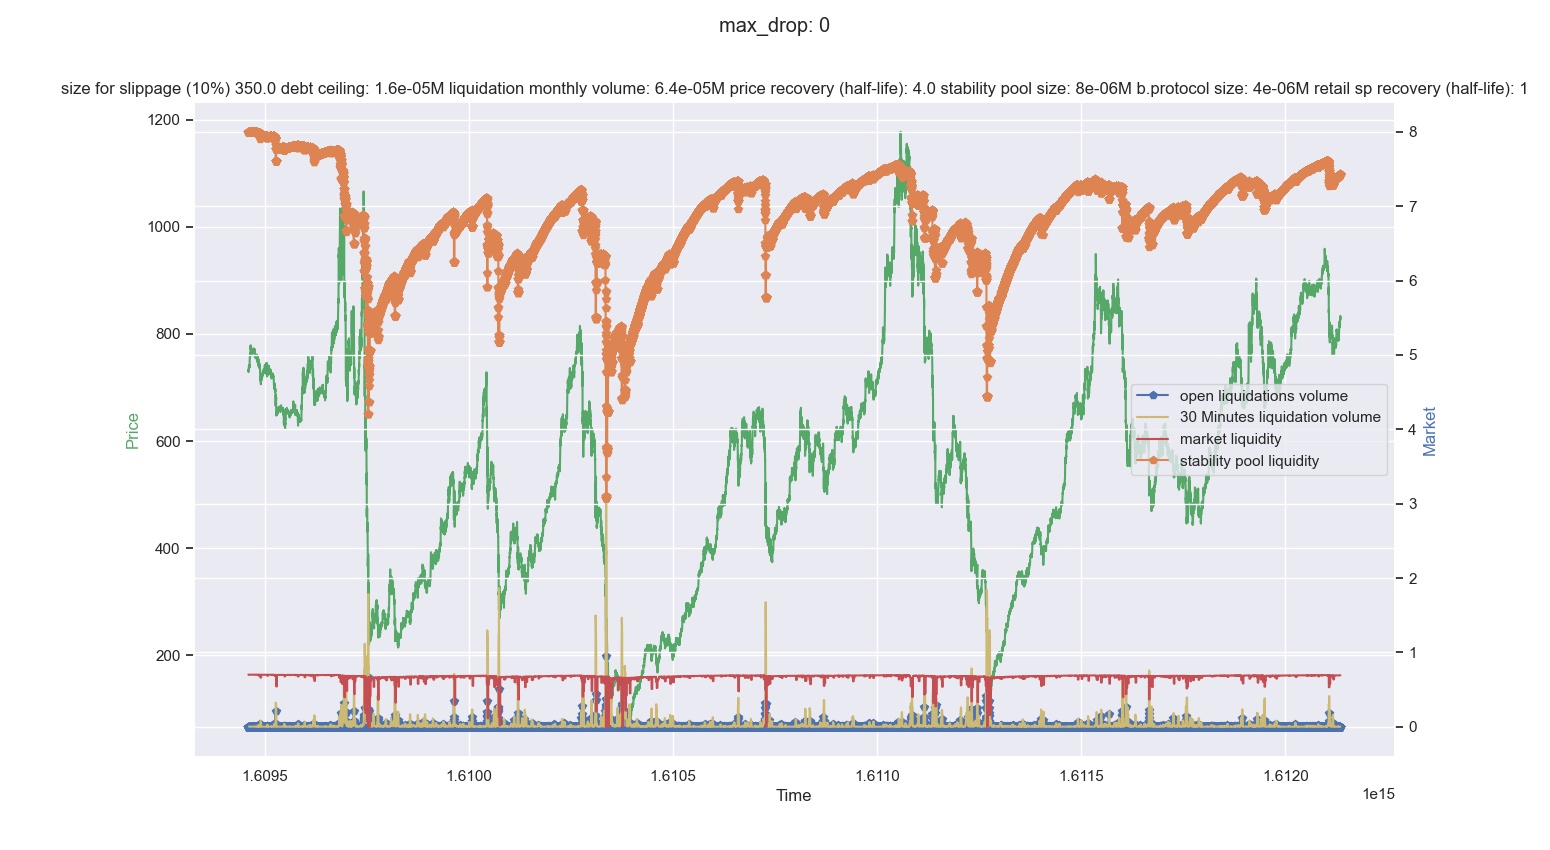 max_drop: 0
size for slippage (10%) 350.0 debt ceiling: 1.6e-05M liquidation monthly volume: 6.4e-05M price recovery (half-life): 4.0 stability pool size: 8e-06M b.protocol size: 4e-06M retail sp recovery (half-life): 1
1200
1000
800
600
400
200
Price
8
7
6
5
4
3
2
1
0
Market
open liquidations volume
30 Minutes liquidation volume
market liquidity
stability pool liquidity
1.6095
1.6100
1.6105
1.6110
1.6115
1.6120
Time
1e15